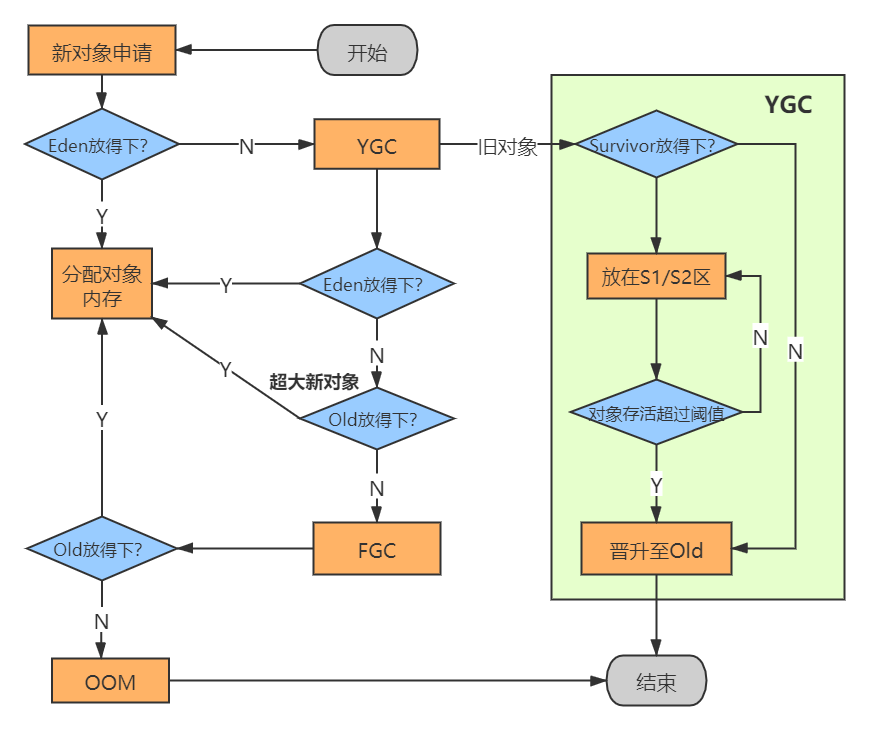 新对象申请
开始
YGC
Eden放得下?
N
YGC
旧对象
Survivor放得下?
Y
分配对象
内存
Y
Eden放得下?
放在S1/S2区
N
N
N
Y
超大新对象
Old放得下?
对象存活超过阈值
Y
N
Y
Old放得下?
FGC
晋升至Old
N
OOM
结束